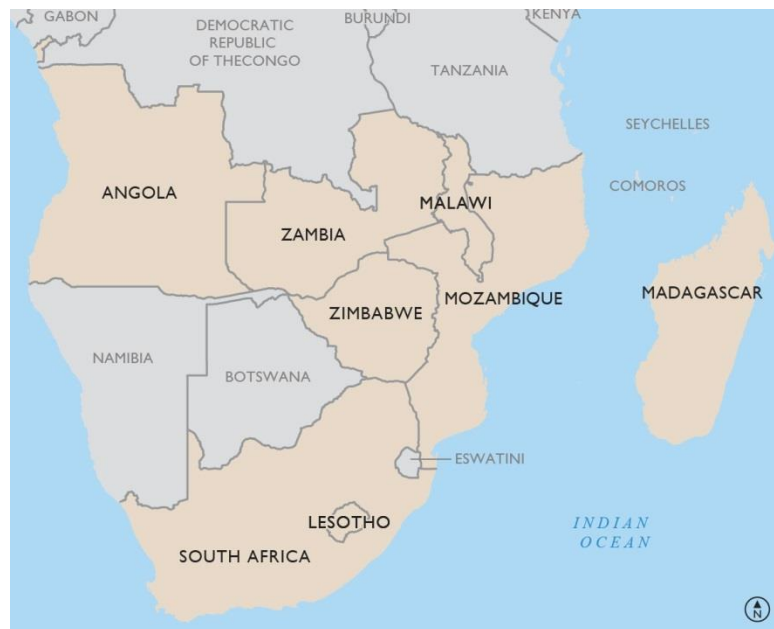 GABON
BURUNDI
KENYA
DEMOCRATIC
REPUBLIC
OF THECONGO
TANZANIA
SEYCHELLES
COMOROS
ANGOLA
MALAWI
ZAMBIA
MADAGASCAR
MOZAMBIQUE
ZIMBABWE
NAMIBIA
BOTSWANA
ESWATINI
LESOTHO
INDIAN
OCEAN
SOUTH AFRICA
N